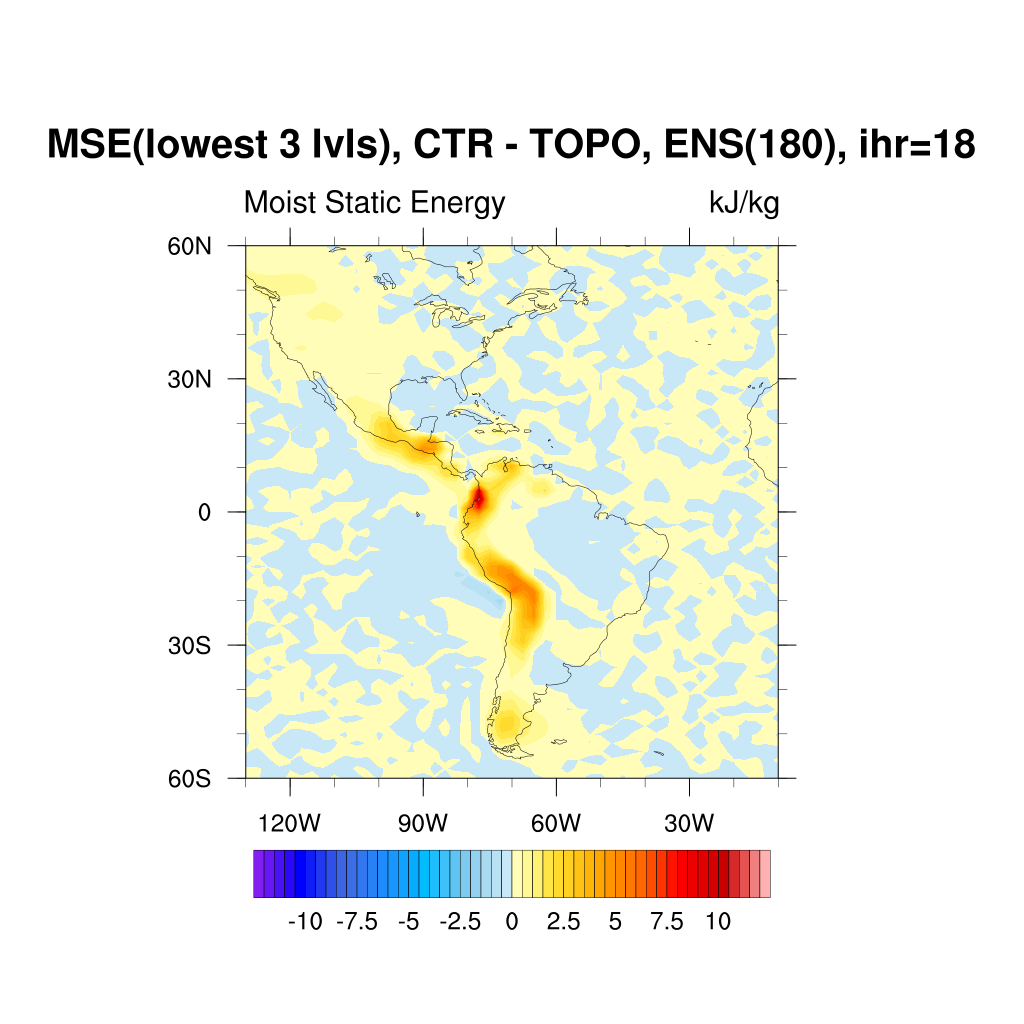 MSE(lowest 3 lvls), CTR - TOPO, ENS(180), ihr=18
Moist Static Energy kJ/kg
60N
30N
0
30S
60S
120W 90W 60W 30W
-10 -7.5 -5 -2.5 0 2.5 5 7.5 10